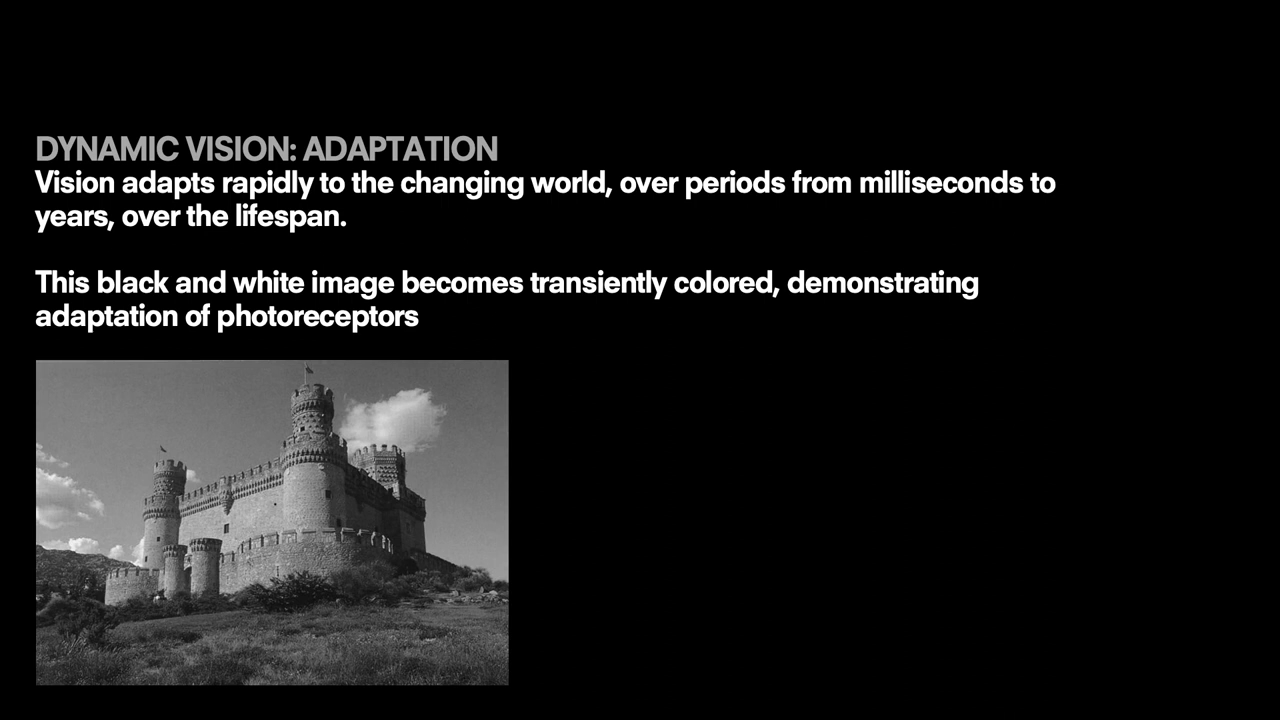 DYNAMIC VISION: ADAPTATION
Vision adapts rapidly to the changing world, over periods from milliseconds to
years, over the lifespan.
This black and white image becomes transiently colored, demonstrating
adaptation of photoreceptors